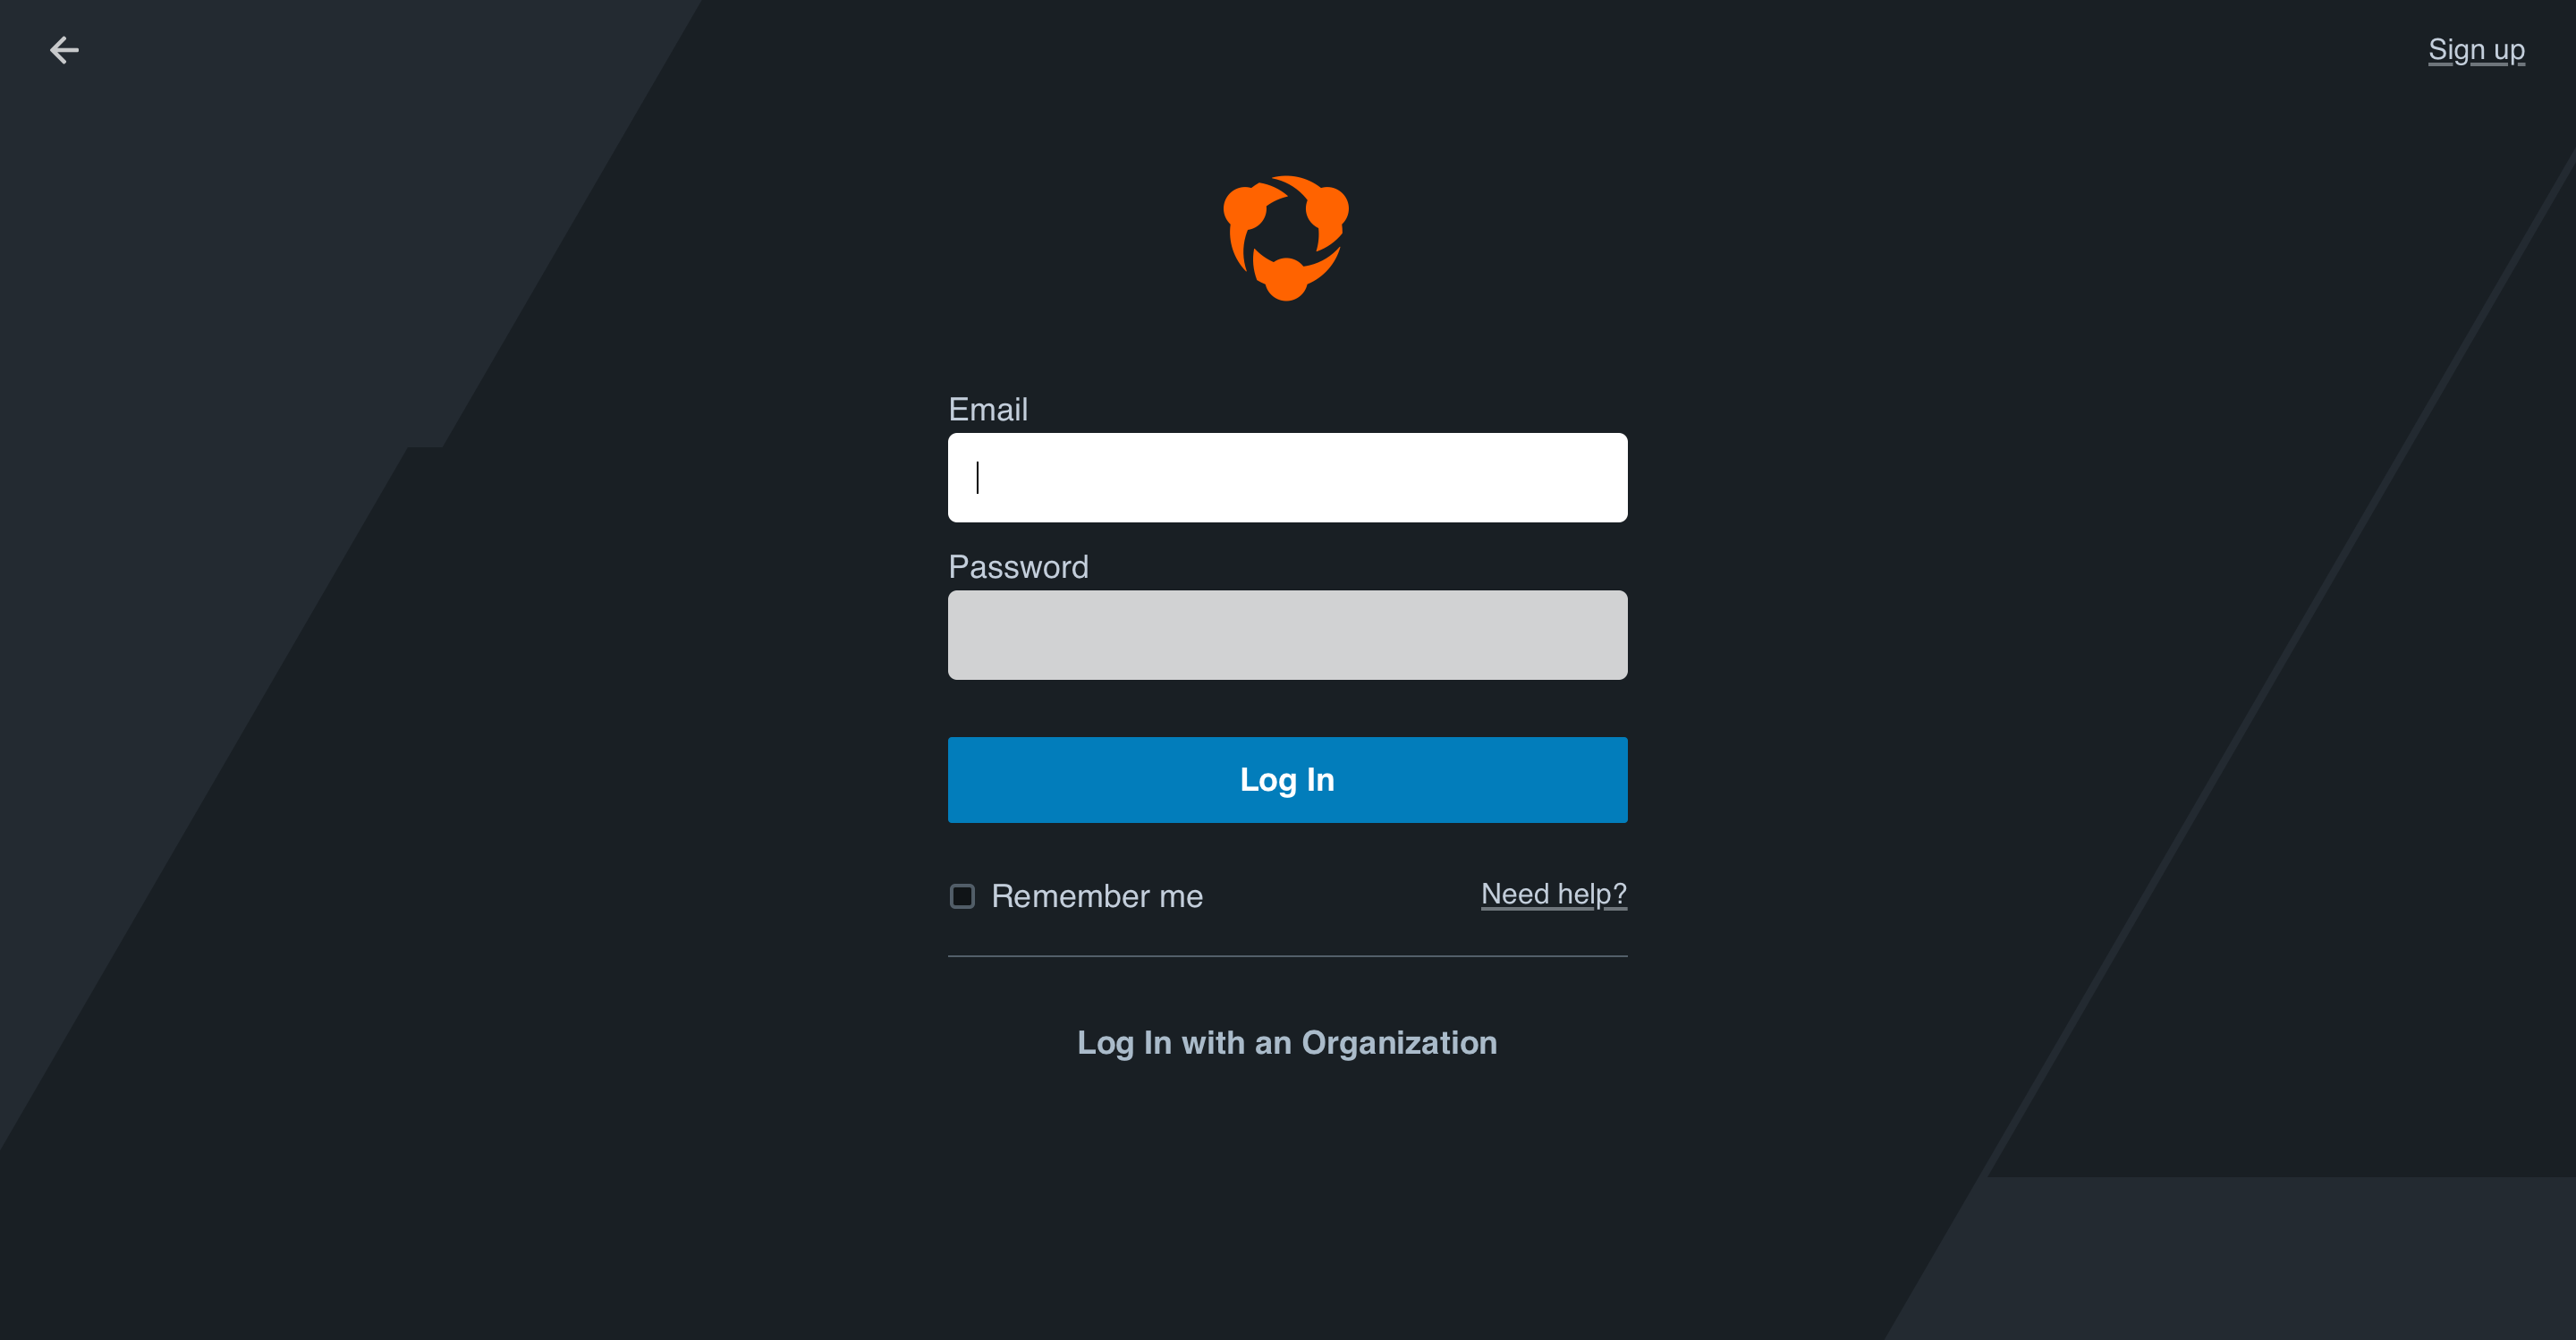 Sign up
Email
Password
Log In
Remember me
Need help?
Log In with an Organization